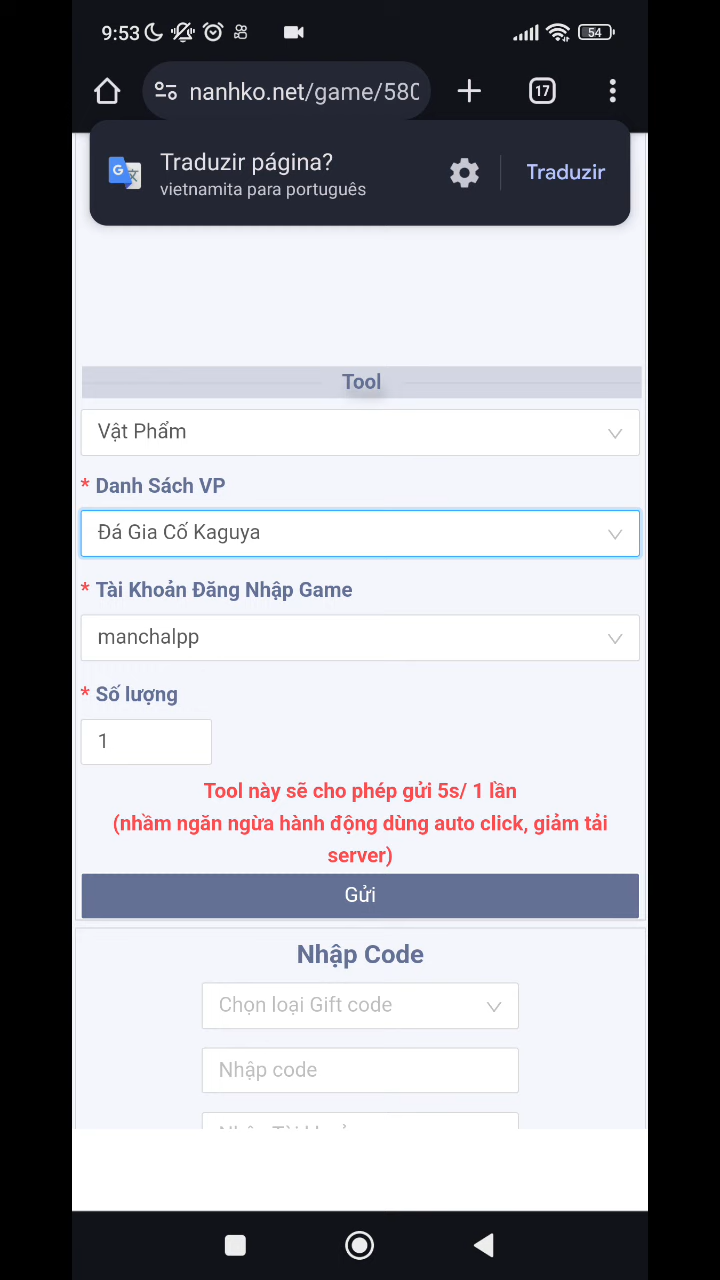 9:53
54
nanhko.net/game/580
17
Traduzir página?
vietnamita para português
Traduzir
Tool
Vật Phẩm
* Danh Sách VP
Đá Gia Cố Kaguya
* Tài Khoản Đăng Nhập Game
manchalpp
* Số lượng
1
Tool này sẽ cho phép gửi 5s/ 1 lần
(nhằm ngăn ngừa hành động dùng auto click, giảm tải
server)
Gửi
Nhập Code
Chọn loại Gift code
Nhập code